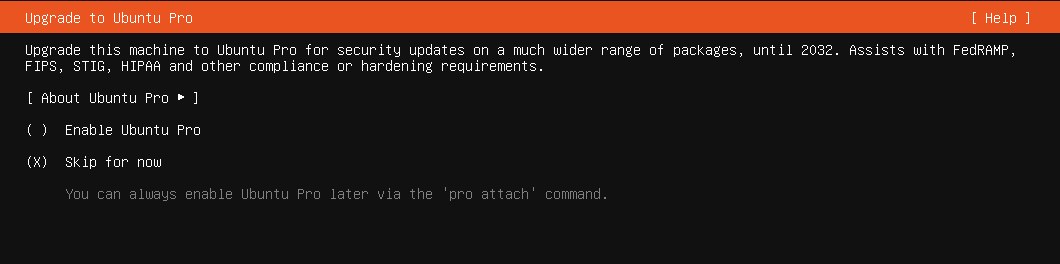 Upgrade to Ubuntu Pro [ Help ]
Upgrade this machine to Ubuntu Pro for security updates on a much wider range of packages, until 2032. Assists with FedRAMP,
FIPS, STIG, HIPAA and other compliance or hardening requirements.
[ About Ubuntu Pro ► ]
( ) Enable Ubuntu Pro
(X) Skip for now
You can always enable Ubuntu Pro later via the 'pro attach' command.